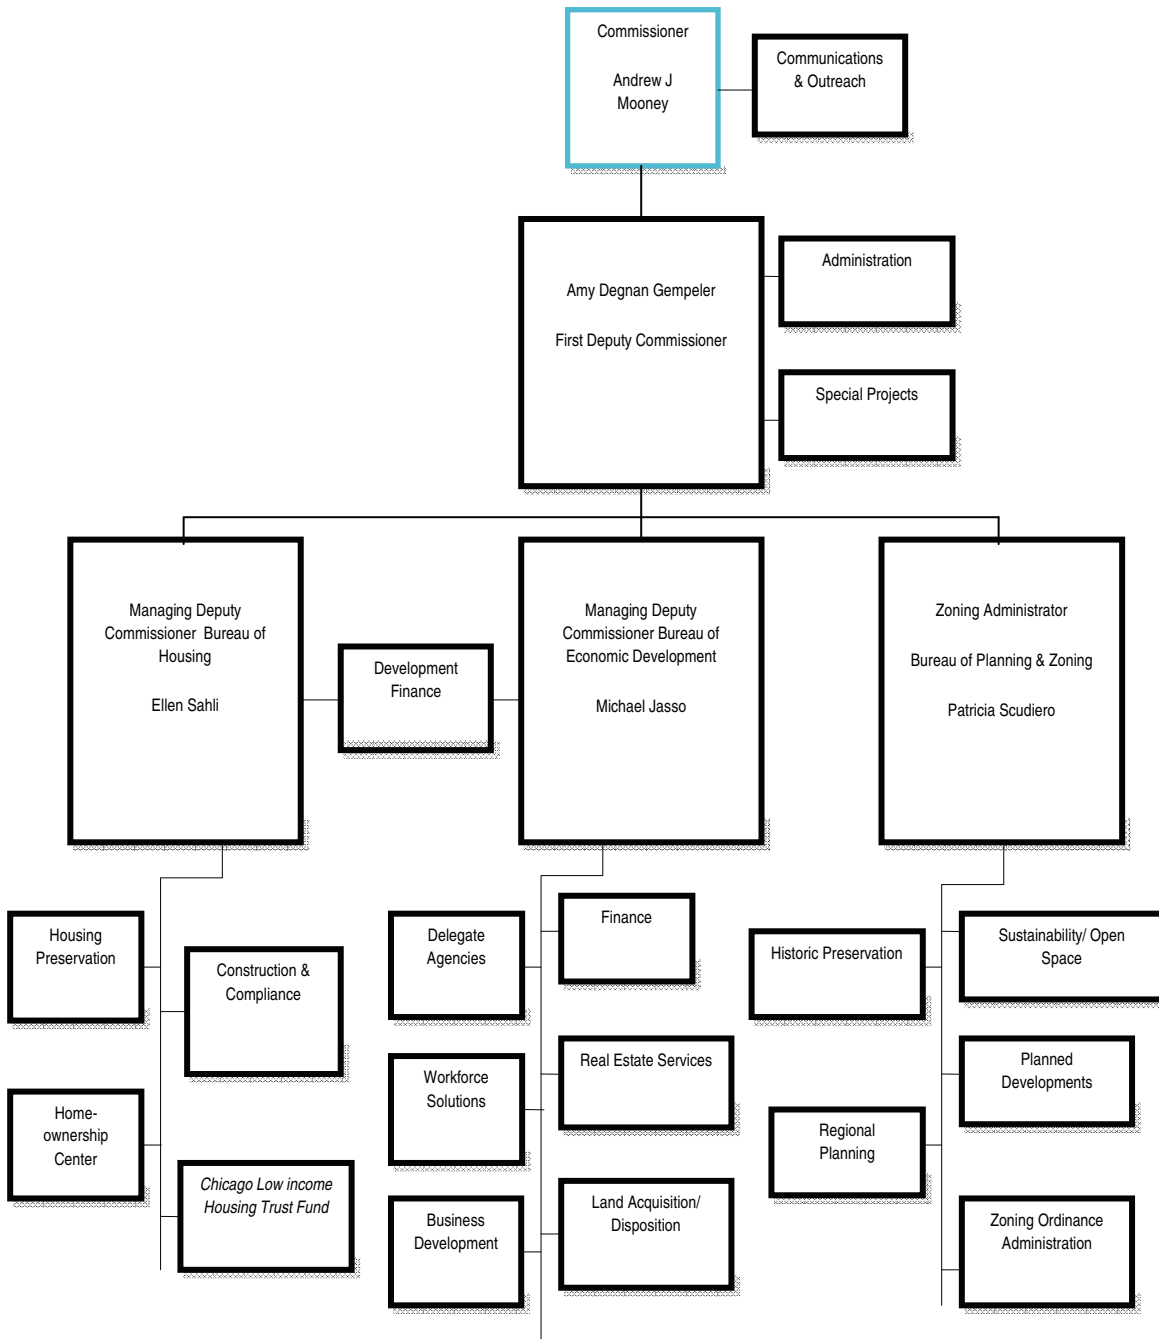 Commissioner
Andrew J
Mooney
Communications
& Outreach
Amy Degnan Gempeler
First Deputy Commissioner
Administration
Special Projects
Managing Deputy
Commissioner Bureau of
Housing
Ellen Sahli
Development
Finance
Managing Deputy
Commissioner Bureau of
Economic Development
Michael Jasso
Zoning Administrator
Bureau of Planning & Zoning
Patricia Scudiero
Housing
Preservation
Construction &
Compliance
Home-
ownership
Center
Chicago Low income
Housing Trust Fund
Delegate
Agencies
Finance
Workforce
Solutions
Real Estate Services
Business
Development
Land Acquisition/
Disposition
Historic Preservation
Sustainability/ Open
Space
Planned
Developments
Regional
Planning
Zoning Ordinance
Administration